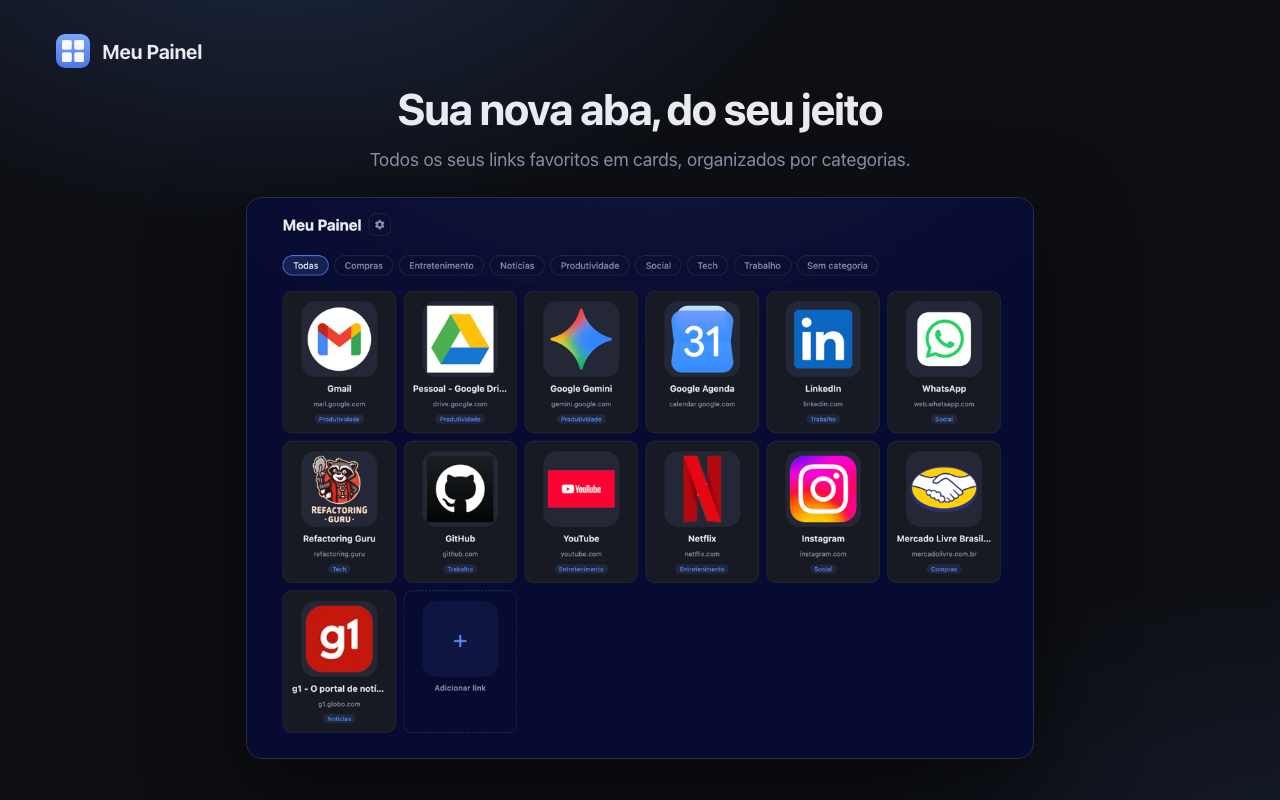 Meu Painel
Sua nova aba, do seu jeito
Todos os seus links favoritos em cards, organizados por categorias.
Meu Painel
Todas Compras Entretenimento Noticias Produtividade Social Tech Trabalho Sem categoria
31 in
Gmail Pessoal - Google Dri... Google Gemini Google Agenda LinkedIn WhatsApp
mail.google.com drive.google.com gemini.google.com calendar.google.com linkedin.com web.whatsapp.com
Produtividade Produtividade Produtividade Trabalho Social
REFACTORING
· GURU · YouTube
Refactoring Guru GitHub YouTube Netflix Instagram Mercado Livre Brasil...
refactoring.guru github.com youtube.com netflix.com instagram.com mercadolivre.com.br
Tech Trabalho Entretenimento Entretenimento Social Compras
g1 +
g1 - O portal de notí... Adicionar link
g1.globo.com
Noticias